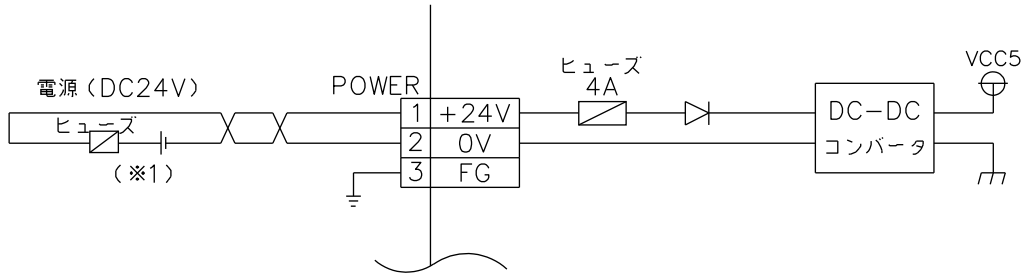 電源(DC24V)
ヒューズ
(※1)
POWER
1 +24V
2 0V
3 FG
ヒューズ
4A
DC-DC
コンバータ
VCC5